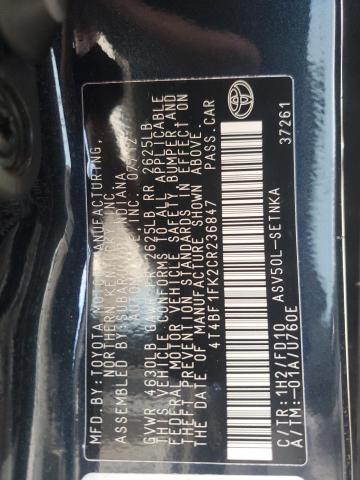 MFD.BY:TOYOTA MOTOR MANUFACTURING,
NORTHERN KENTUCKY, INC.
ASSEMBLED BY:SUBARU OF INDIANA
AUTOMOTIVE INC. 07/12
GVWR 4630LB GAWR FR 2625LB RR 2625LB
THIS VEHICLE CONFORMS TO ALL APPLICABLE
FEDERAL MOTOR VEHICLE SAFETY, BUMPER, AND
THEFT PREVENTION STANDARDS IN EFFECT ON
THE DATE OF MANUFACTURE SHOWN ABOVE.
4T4BF1FK2CR236847 PASS.CAR
ASV50L-SETNKA
C/TR:1H2/FD10
A/TM:-01A/U760E 37261